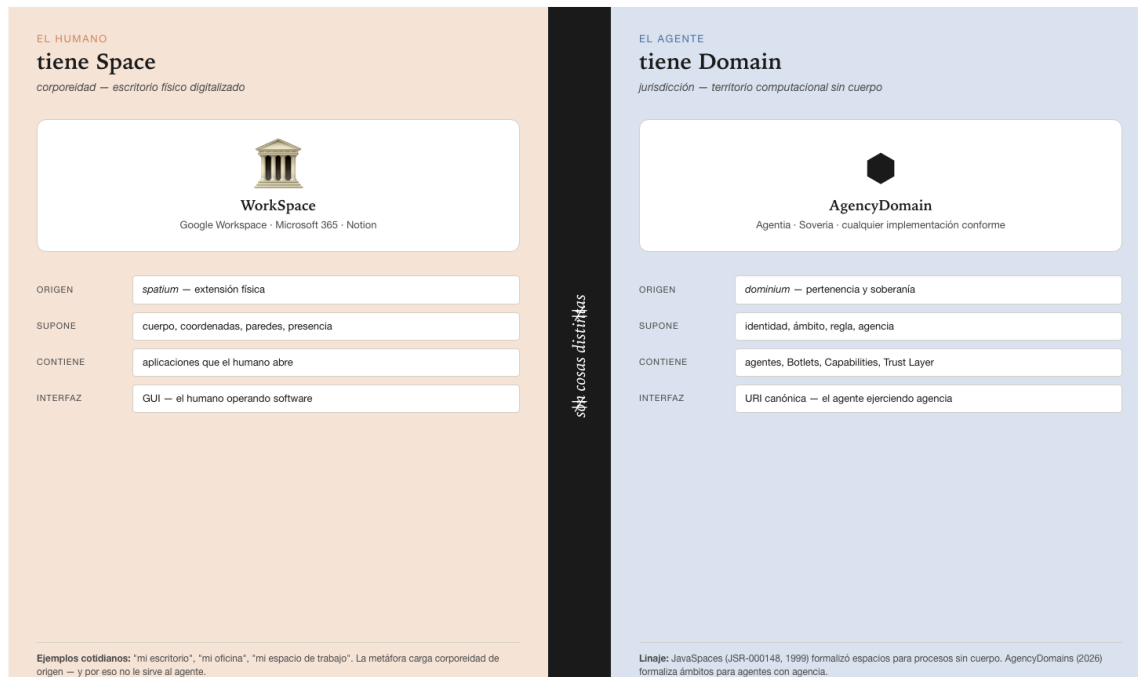 EL HUMANO
tiene Space
corporeidad — escritorio físico digitalizado
WorkSpace
Google Workspace · Microsoft 365 · Notion
ORIGEN
spatium — extensión física
SUPONE
cuerpo, coordenadas, paredes, presencia
CONTIENE
aplicaciones que el humano abre
INTERFAZ
GUI — el humano operando software
Ejemplos cotidianos: "mi escritorio", "mi oficina", "mi espacio de trabajo". La metáfora carga corporeidad de
origen — y por eso no le sirve al agente.
son cosas distintas
EL AGENTE
tiene Domain
jurisdicción — territorio computacional sin cuerpo
AgencyDomain
Agentia · Soveria · cualquier implementación conforme
ORIGEN
dominium — pertenencia y soberanía
SUPONE
identidad, ámbito, regla, agencia
CONTIENE
agentes, Botlets, Capabilities, Trust Layer
INTERFAZ
URI canónica — el agente ejerciendo agencia
Linaje: JavaSpaces (JSR-000148, 1999) formalizó espacios para procesos sin cuerpo. AgencyDomains (2026)
formaliza ámbitos para agentes con agencia.